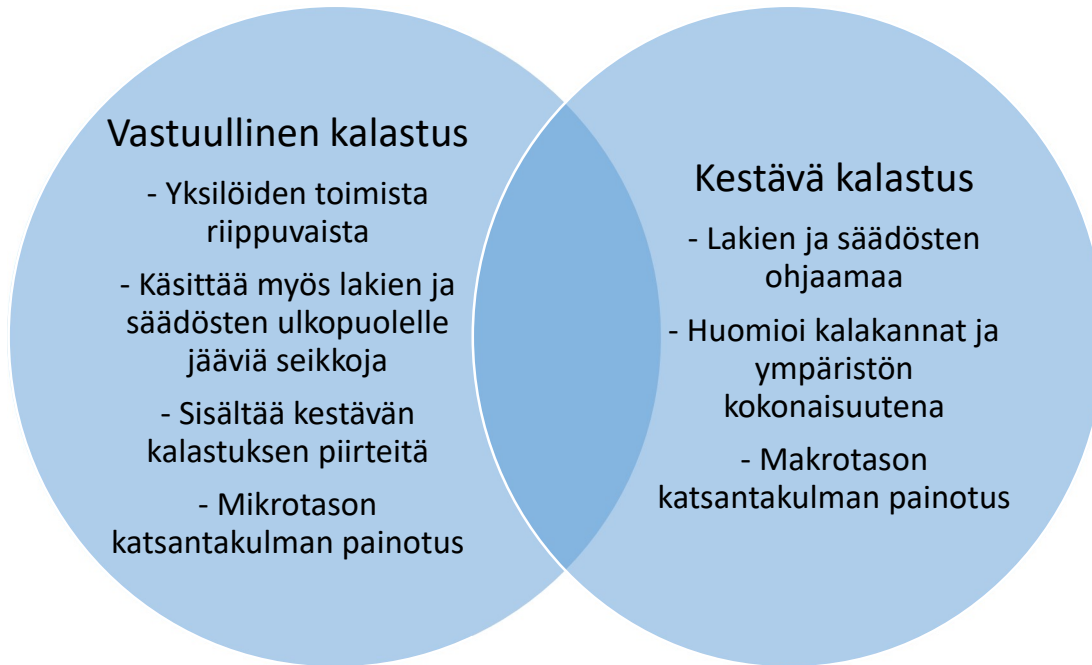 Vastuullinen kalastus
- Yksilöiden toimista
riippuvaista
- Käsittää myös lakien ja
säädösten ulkopuolelle
jääviä seikkoja
- Sisältää kestävän
kalastuksen piirteitä
- Mikrotason
katsantakulman painotus
Kestävä kalastus
- Lakien ja säädösten
ohjaamaa
- Huomioi kalakannat ja
ympäristön
kokonaisuutena
- Makrotason
katsantakulman painotus